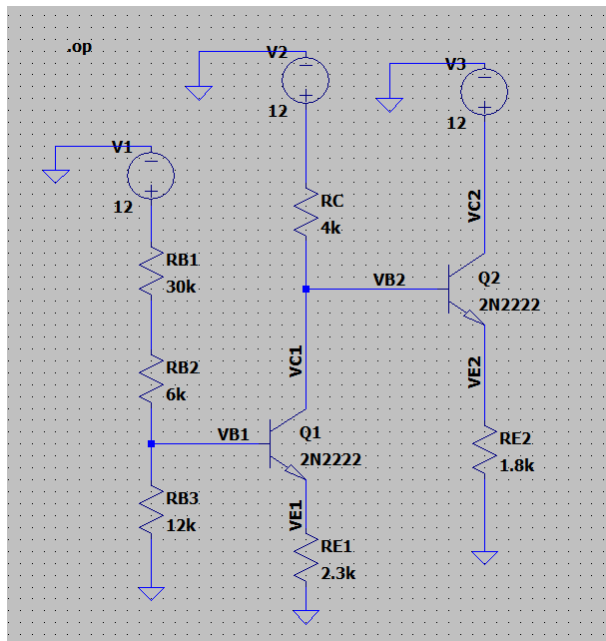 .op
V2
12
V3
12
V1
12
RC
4k
VC2
RB1
30k
VB2
Q2
2N2222
RB2
6k
VC1
VE2
VB1
Q1
2N2222
RE2
1.8k
RB3
12k
VE1
RE1
2.3k